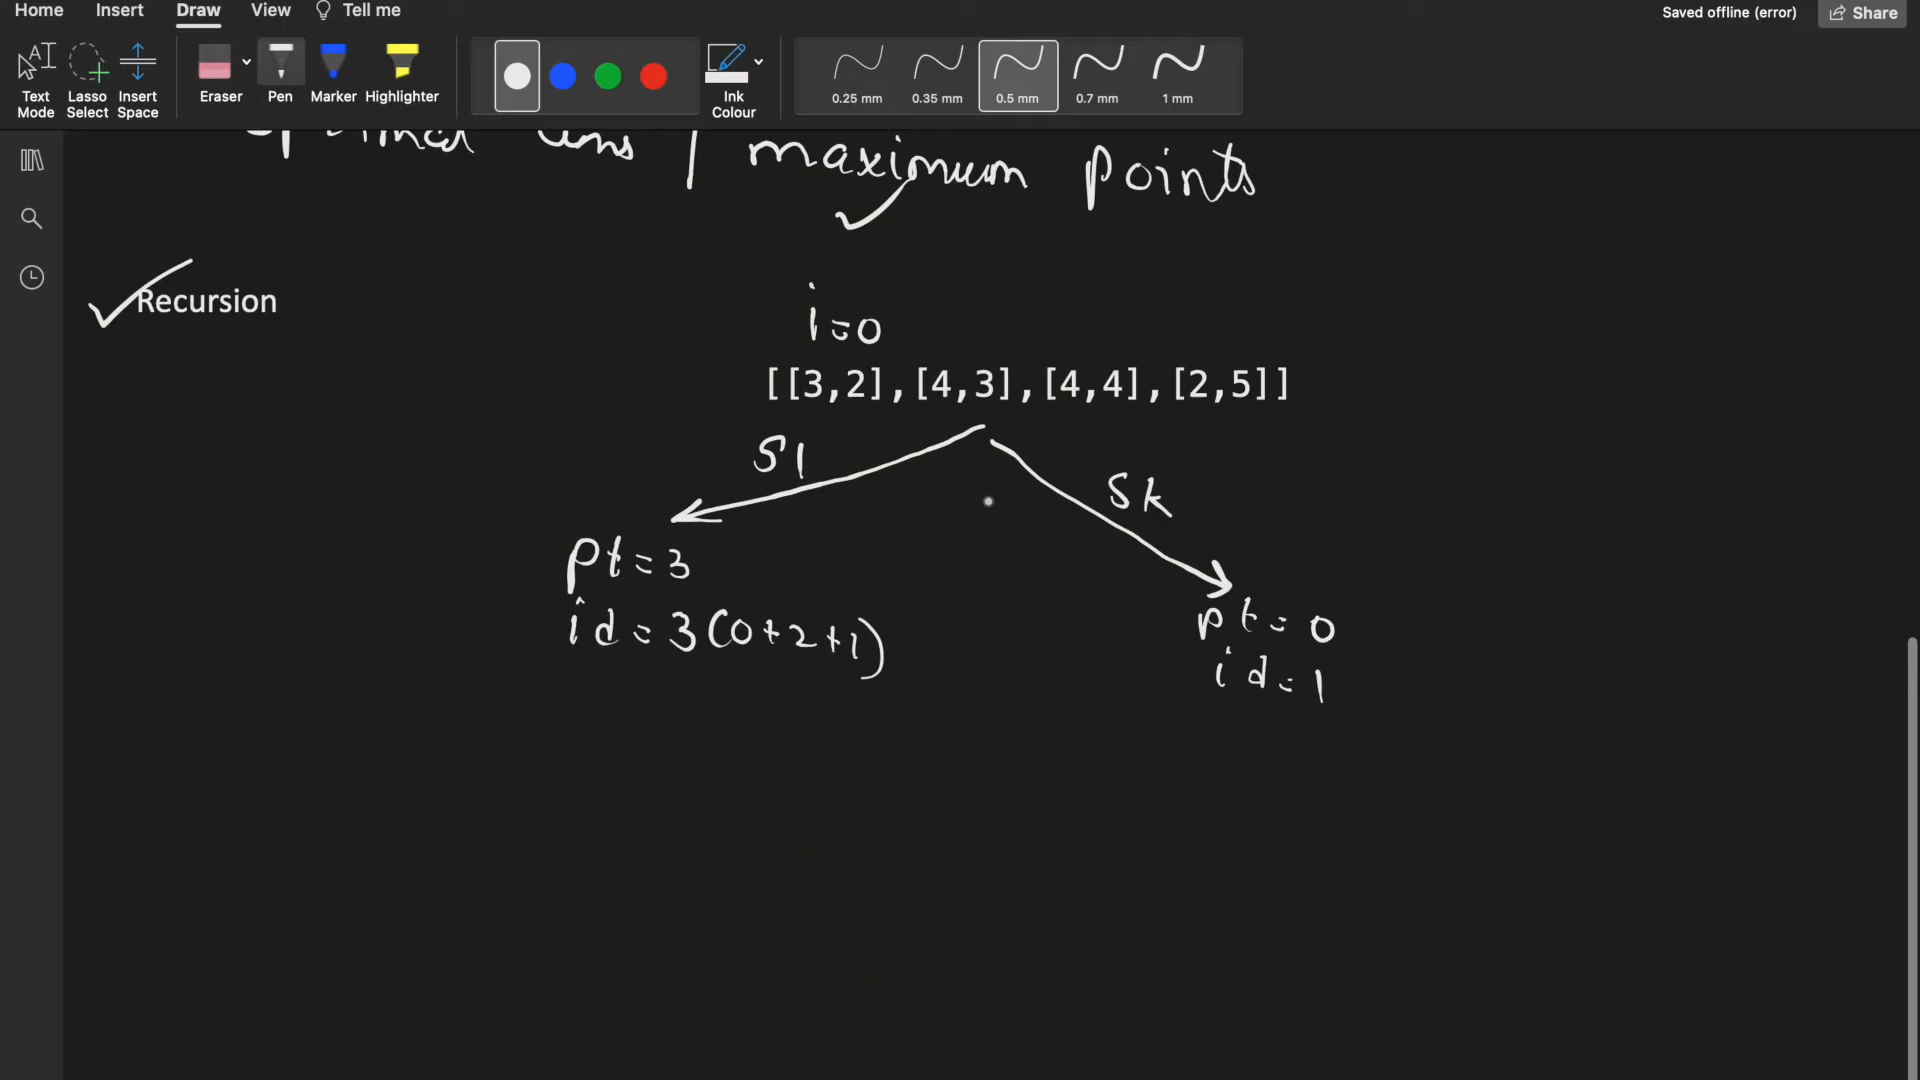 Home Insert Draw View Tell me Saved offline (error) Share
Text Mode Lasso Select Insert Space Eraser Pen Marker Highlighter Ink Colour 0.25 mm 0.35 mm 0.5 mm 0.7 mm 1 mm
maximum points
Recursion
i=0
[[3,2],[4,3],[4,4],[2,5]]
Sl
Sk
pt=3
id=3(0+2+1)
pt=0
id=1